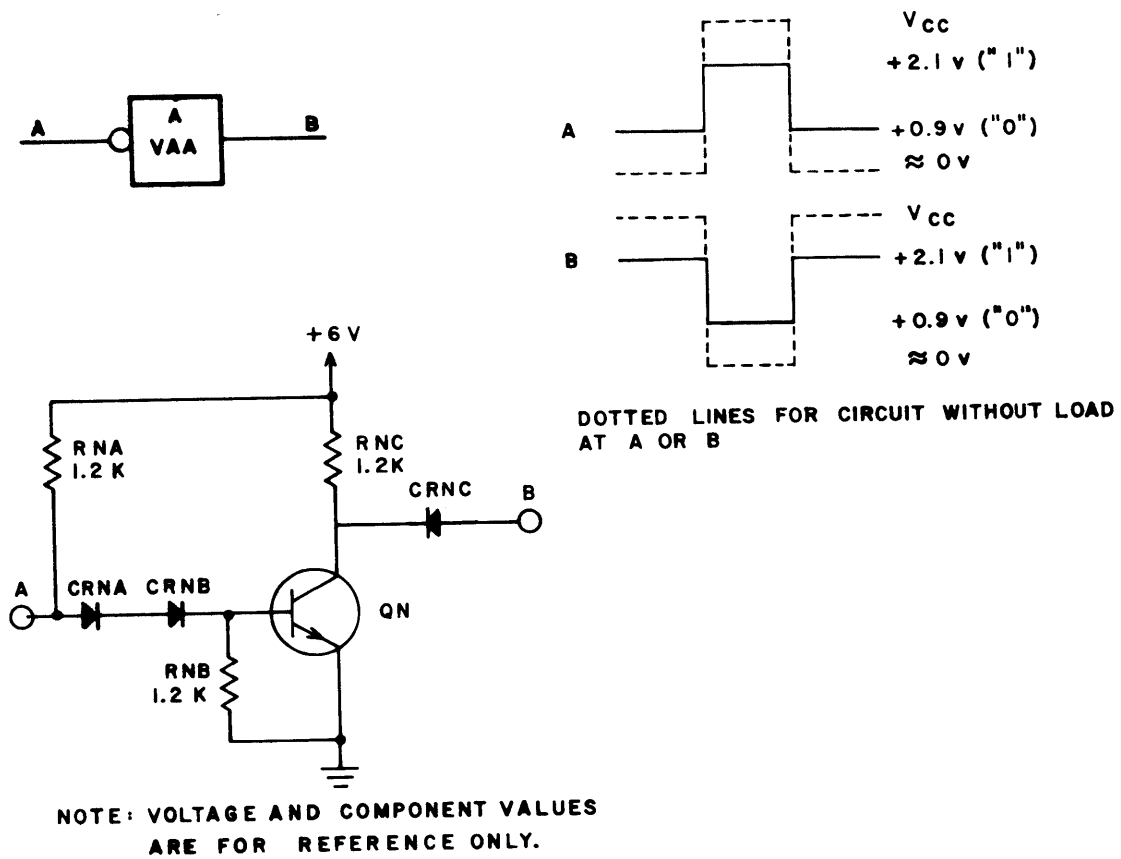 A
A
VAA
B
V CC
+2.1 v ("1")
A
+0.9 v ("0")
≈ 0 v
V CC
B
+2.1 v ("1")
+0.9 v ("0")
≈ 0 v
DOTTED LINES FOR CIRCUIT WITHOUT LOAD
AT A OR B
+6 V
RNA
1.2 K
RNC
1.2K
CRNC
B
A
CRNA
CRNB
QN
RNB
1.2 K
NOTE: VOLTAGE AND COMPONENT VALUES
ARE FOR REFERENCE ONLY.